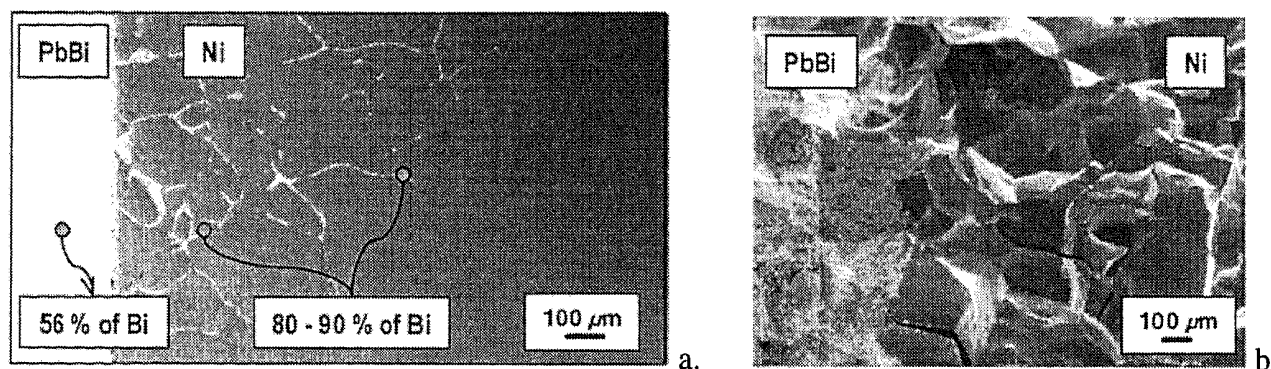 PbBi
Ni
56 % of Bi
80 - 90 % of Bi
100 µm
a.
PbBi
Ni
100 µm
b